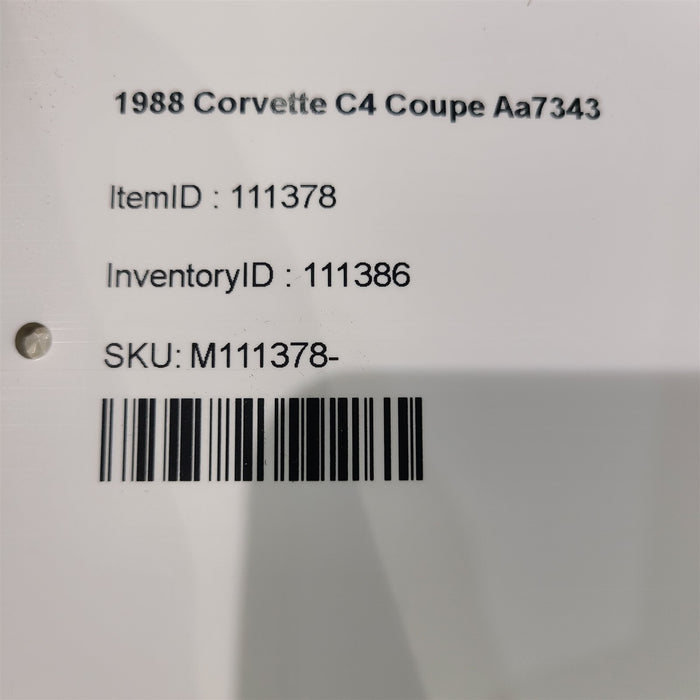 1988 Corvette C4 Coupe Aa7343
ItemID : 111378
InventoryID : 111386
SKU: M111378-